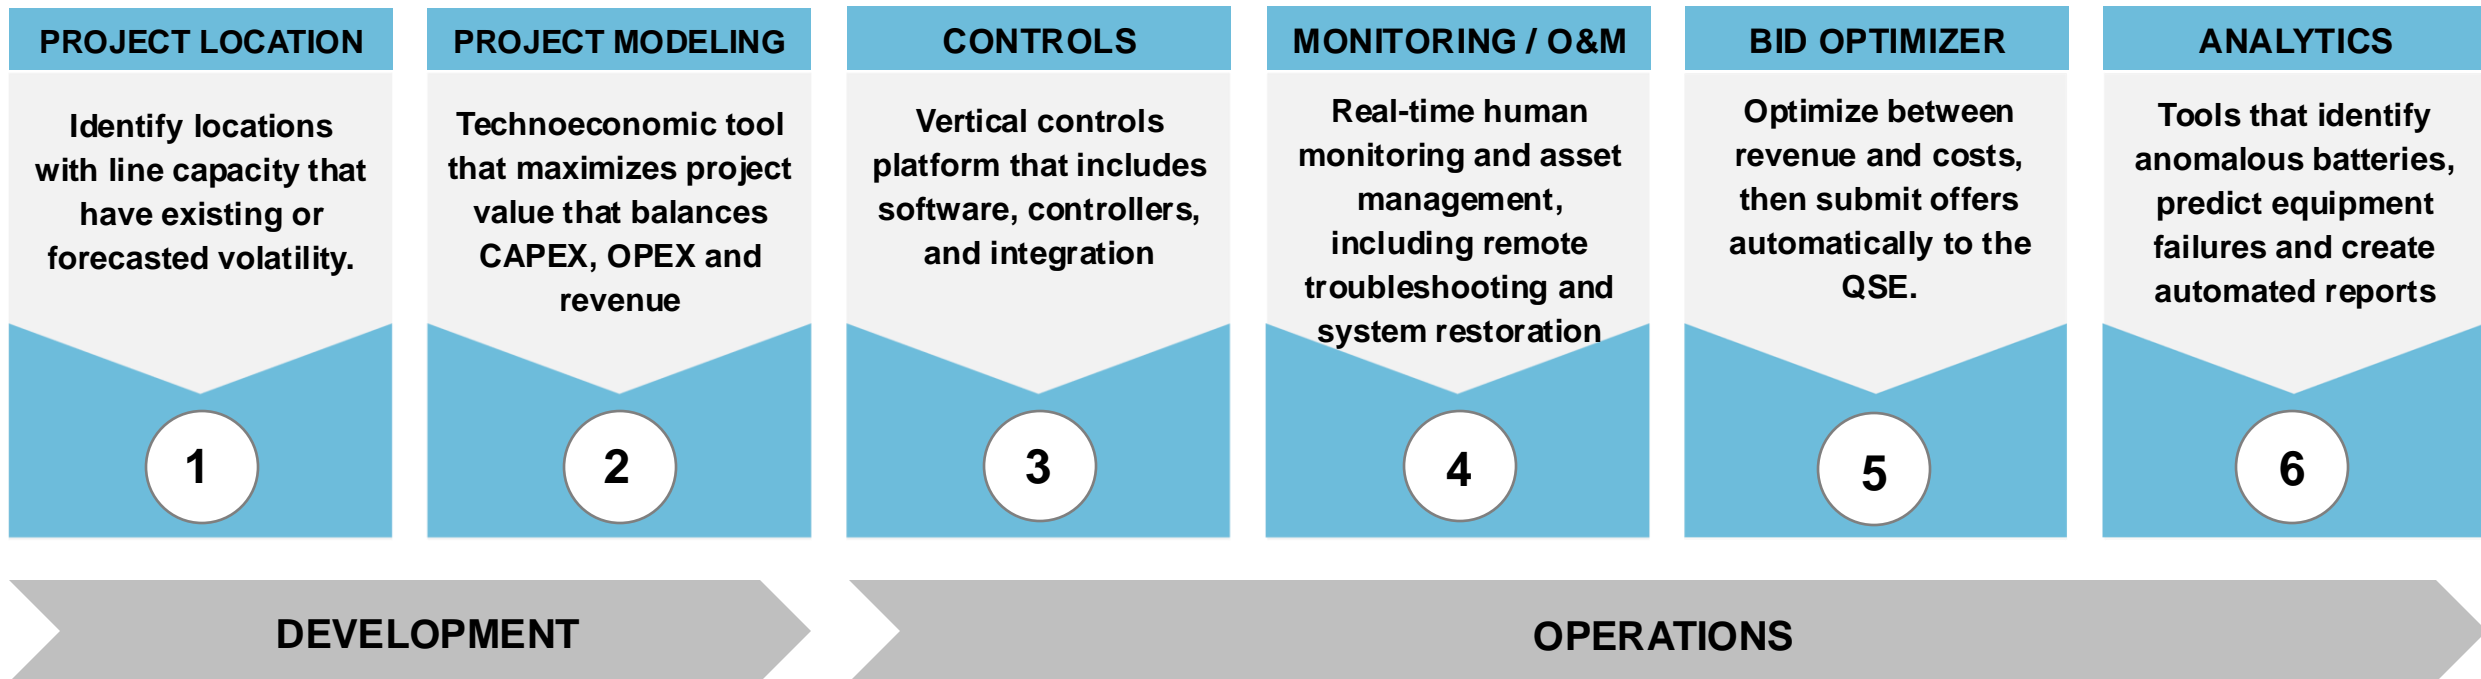 PROJECT LOCATION
Identify locations
with line capacity that
have existing or
forecasted volatility.
1
PROJECT MODELING
Technoeconomic tool
that maximizes project
value that balances
CAPEX, OPEX and
revenue
2
CONTROLS
Vertical controls
platform that includes
software, controllers,
and integration
3
MONITORING / O&M
Real-time human
monitoring and asset
management,
including remote
troubleshooting and
system restoration
4
BID OPTIMIZER
Optimize between
revenue and costs,
then submit offers
automatically to the
QSE.
5
ANALYTICS
Tools that identify
anomalous batteries,
predict equipment
failures and create
automated reports
6
DEVELOPMENT
OPERATIONS